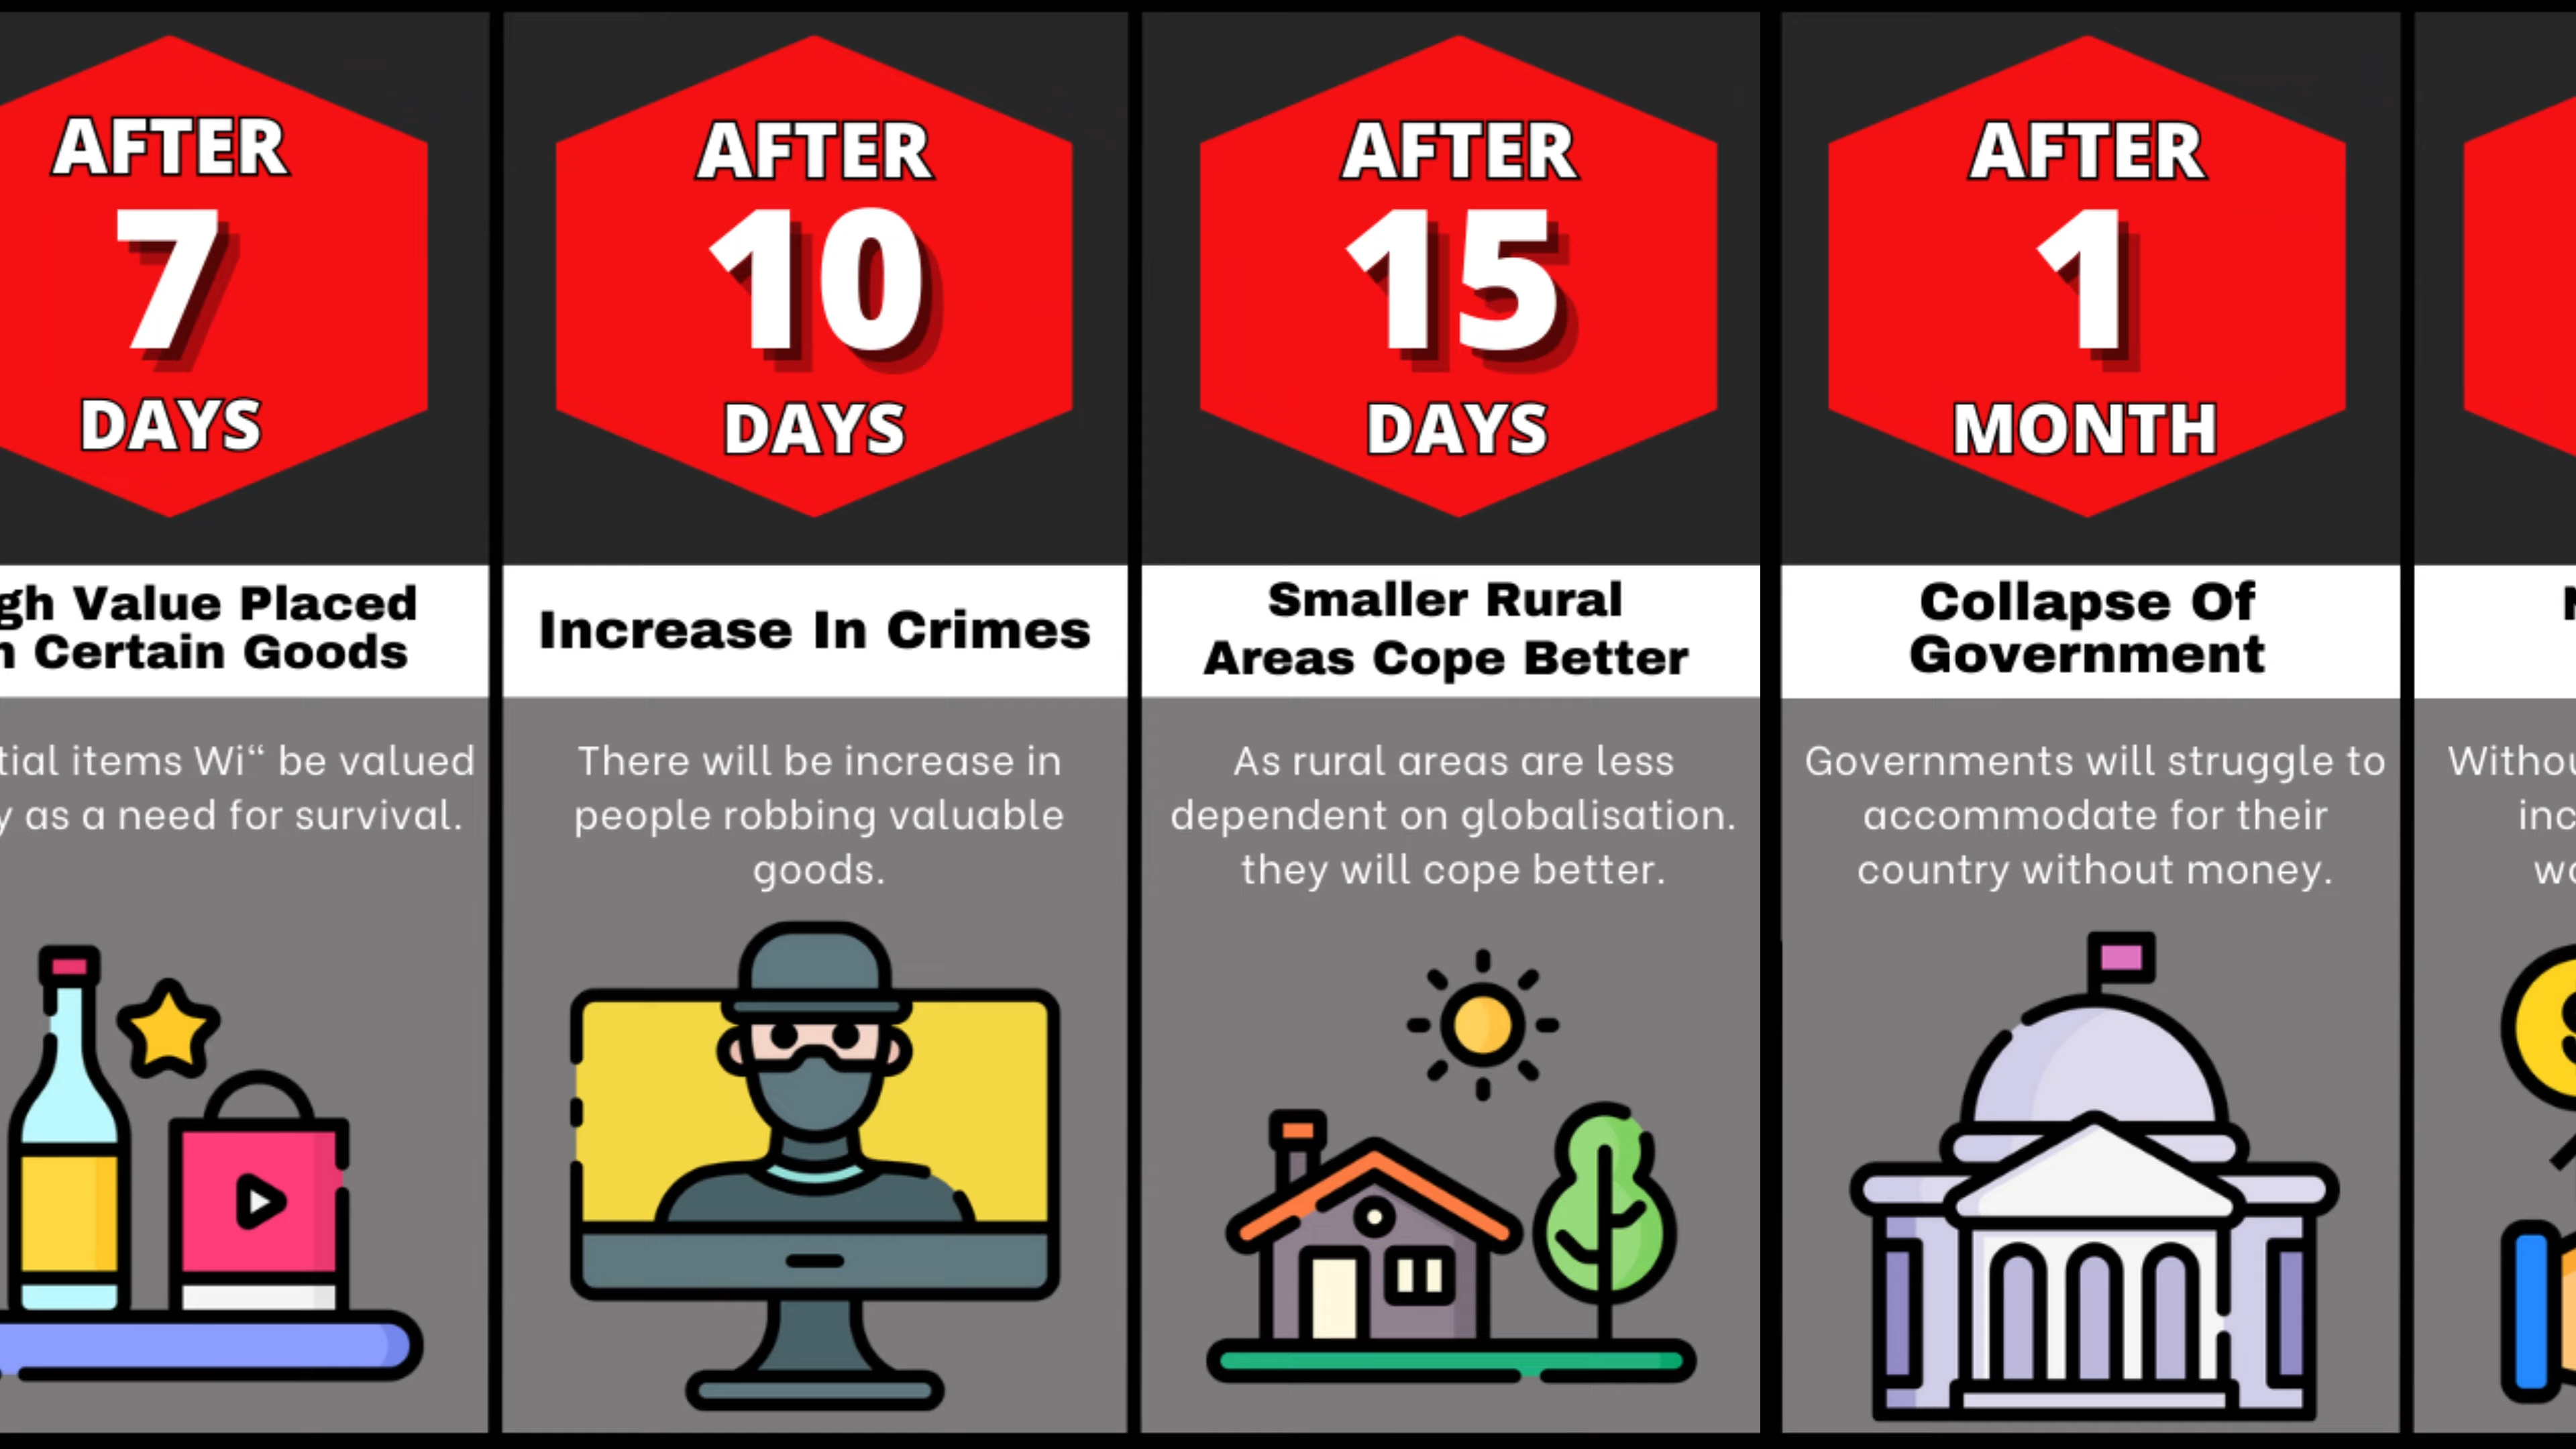 AFTER
7
DAYS
gh Value Placed
n Certain Goods
tial items Wi“ be valued
y as a need for survival.
AFTER
10
DAYS
Increase In Crimes
There will be increase in
people robbing valuable
goods.
AFTER
15
DAYS
Smaller Rural
Areas Cope Better
As rural areas are less
dependent on globalisation.
they will cope better.
AFTER
1
MONTH
Collapse Of
Government
Governments will struggle to
accommodate for their
country without money.
Withou
inc